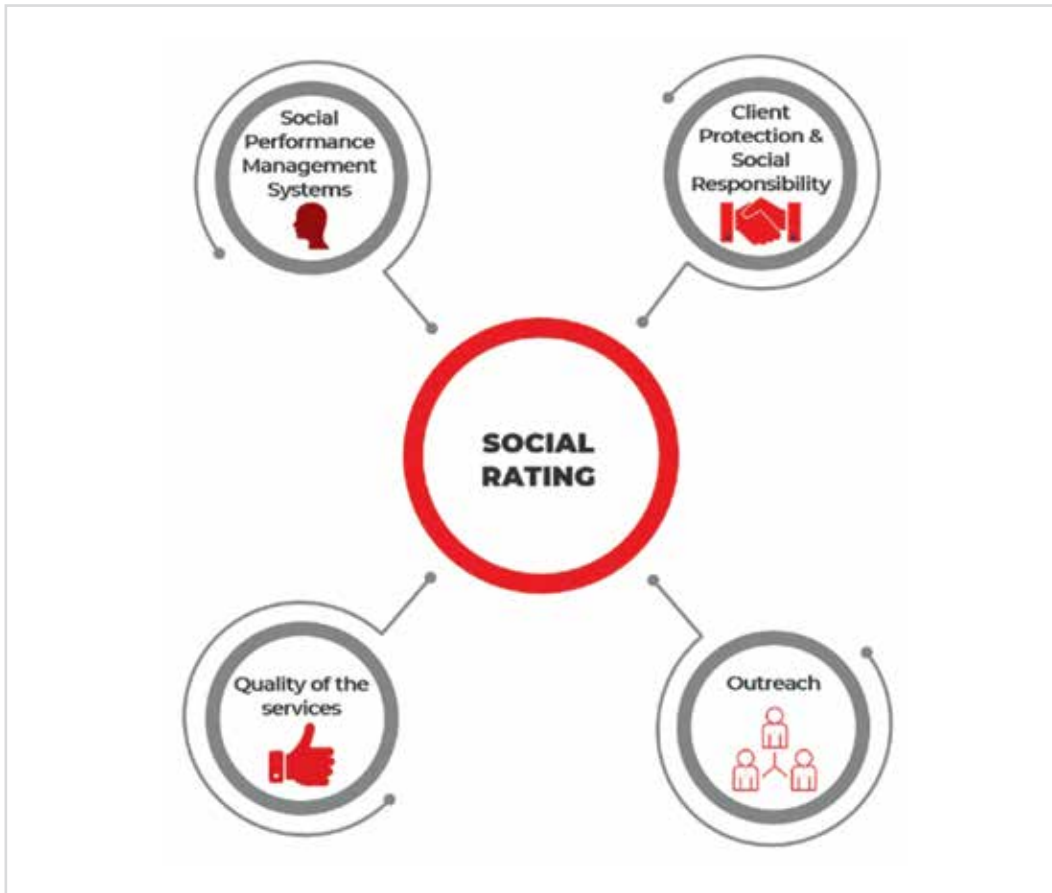 Social
Performance
Management
Systems
Client
Protection &
Social
Responsibility
SOCIAL
RATING
Quality of the
services
Outreach